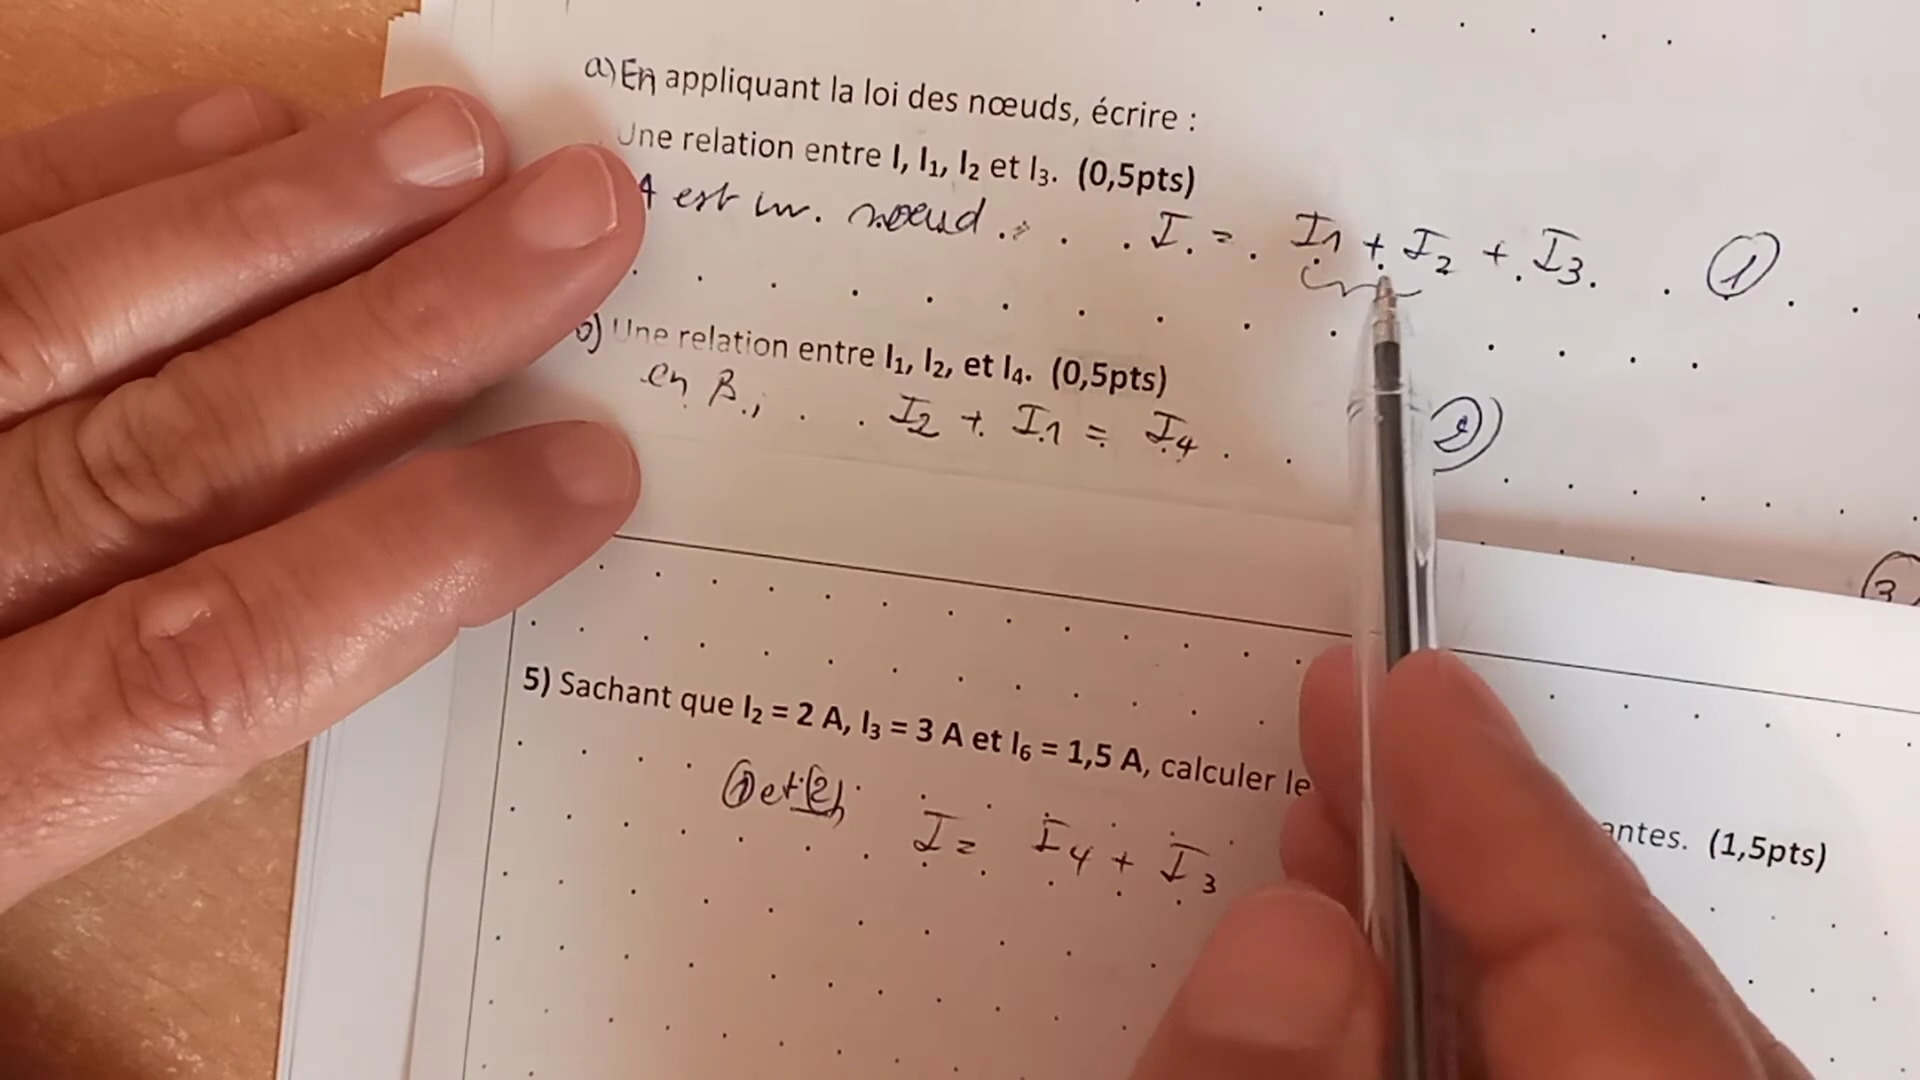 a) En appliquant la loi des nœuds, écrire :
Une relation entre I, I₁, I₂ et I₃. (0,5pts)
A est un nœud I = I1 + I2 + I3 ①
b) Une relation entre I₁, I₂, et I₄. (0,5pts)
en B, I2 + I1 = I4 ②
③
5) Sachant que I₂ = 2 A, I₃ = 3 A et I₆ = 1,5 A, calculer le antes. (1,5pts)
① et ② I = I4 + I3